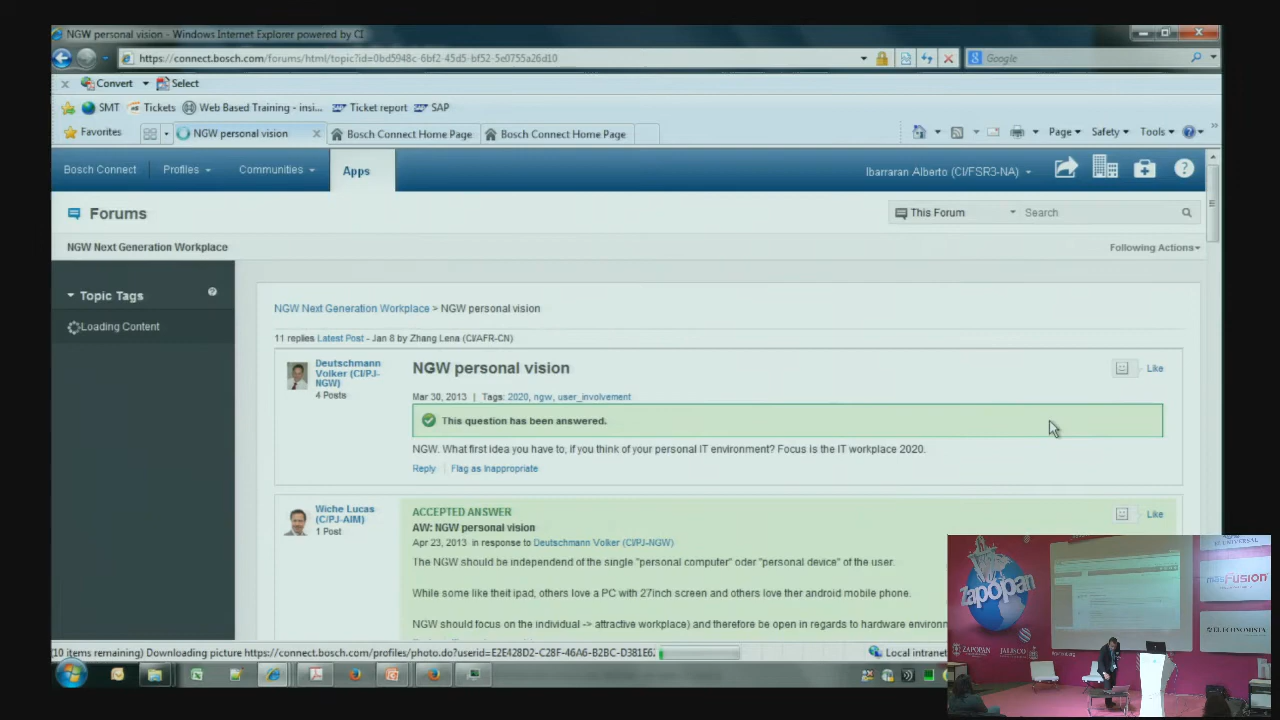 NGW personal vision - Windows Internet Explorer powered by CI
https://connect.bosch.com/forums/html/topic?id=0bd5948c-6bf2-45d5-bf52-5e0755a26d10
Google
Convert Select
SMT Tickets Web Based Training - insi... Ticket report SAP
Favorites NGW personal vision Bosch Connect Home Page Bosch Connect Home Page Page Safety Tools
Bosch Connect Profiles Communities Apps Ibarraran Alberto (CI/FSR3-NA)
Forums This Forum Search
NGW Next Generation Workplace Following Actions
Topic Tags
Loading Content
NGW Next Generation Workplace > NGW personal vision
11 replies Latest Post - Jan 8 by Zhang Lena (CI/AFR-CN)
Deutschmann
Volker (CI/PJ-
NGW)
4 Posts
NGW personal vision
Like
Mar 30, 2013 | Tags: 2020, ngw, user_involvement
This question has been answered.
NGW. What first idea you have to, if you think of your personal IT environment? Focus is the IT workplace 2020.
Reply Flag as Inappropriate
Wiche Lucas
(C/PJ-AIM)
1 Post
ACCEPTED ANSWER
Like
AW: NGW personal vision
Apr 23, 2013 in response to Deutschmann Volker (CI/PJ-NGW)
The NGW should be independend of the single "personal computer" oder "personal device" of the user.
While some like theit ipad, others love a PC with 27inch screen and others love ther android mobile phone.
NGW should focus on the individual -> attractive workplace) and therefore be open in regards to hardware environ
(10 items remaining) Downloading picture https://connect.bosch.com/profiles/photo.do?userid=E2E428D2-C28F-46A6-B2BC-D381E6
Local intranet
Zapopan
ZAPOPAN JALISCO
EL UNIVERSAL
másFusión
EL ECONOMISTA